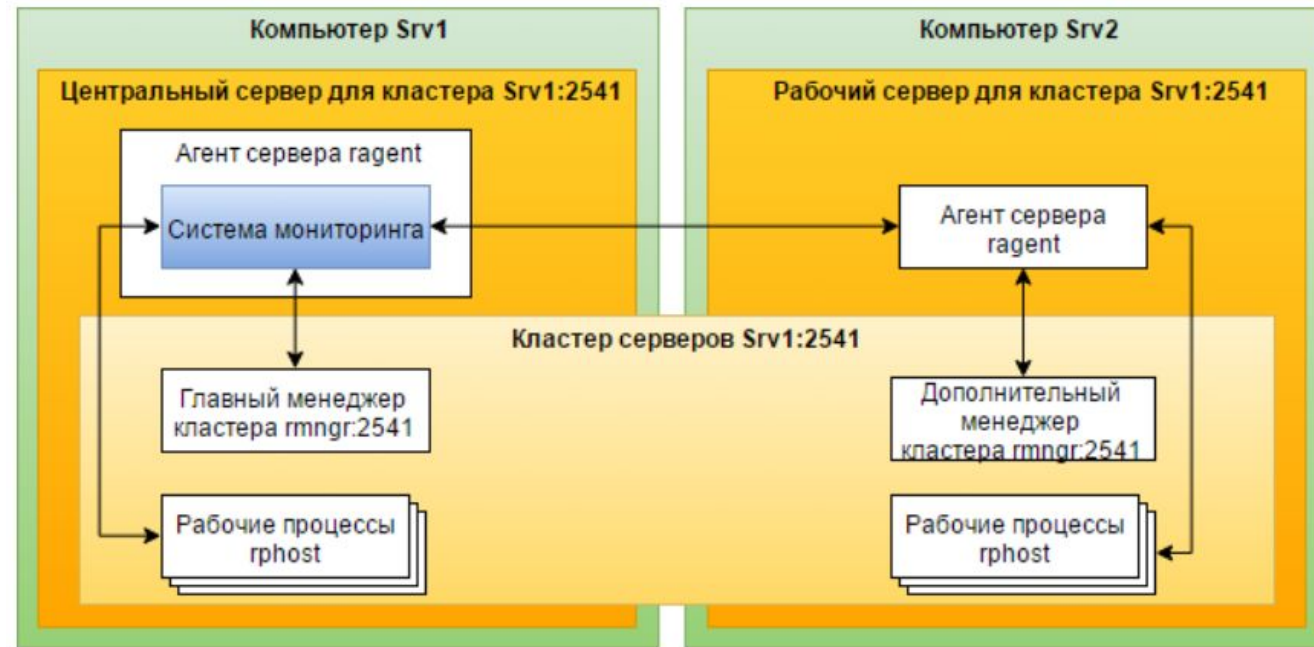 Компьютер Srv1
Центральный сервер для кластера Srv1:2541
Агент сервера ragent
Система мониторинга
Компьютер Srv2
Рабочий сервер для кластера Srv1:2541
Агент сервера
ragent
Кластер серверов Srv1:2541
Главный менеджер
кластера rmngr:2541
Рабочие процессы
rphost
Дополнительный
менеджер
кластера rmngr:2541
Рабочие процессы
rphost